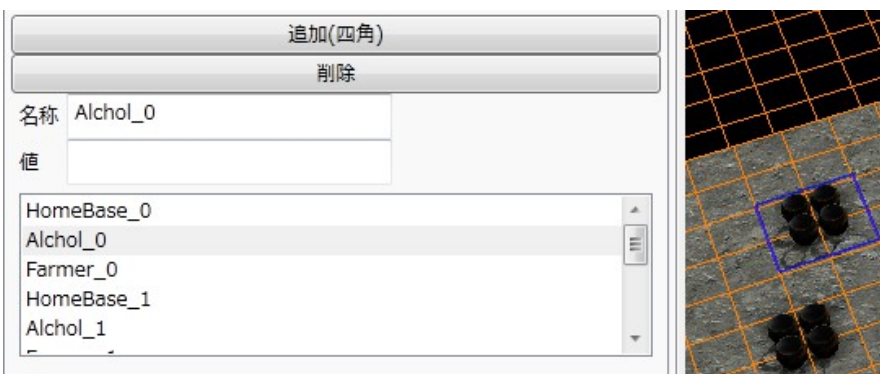 追加(四角)
削除
名称 Alchol_0
値
HomeBase_0
Alchol_0
Farmer_0
HomeBase_1
Alchol_1